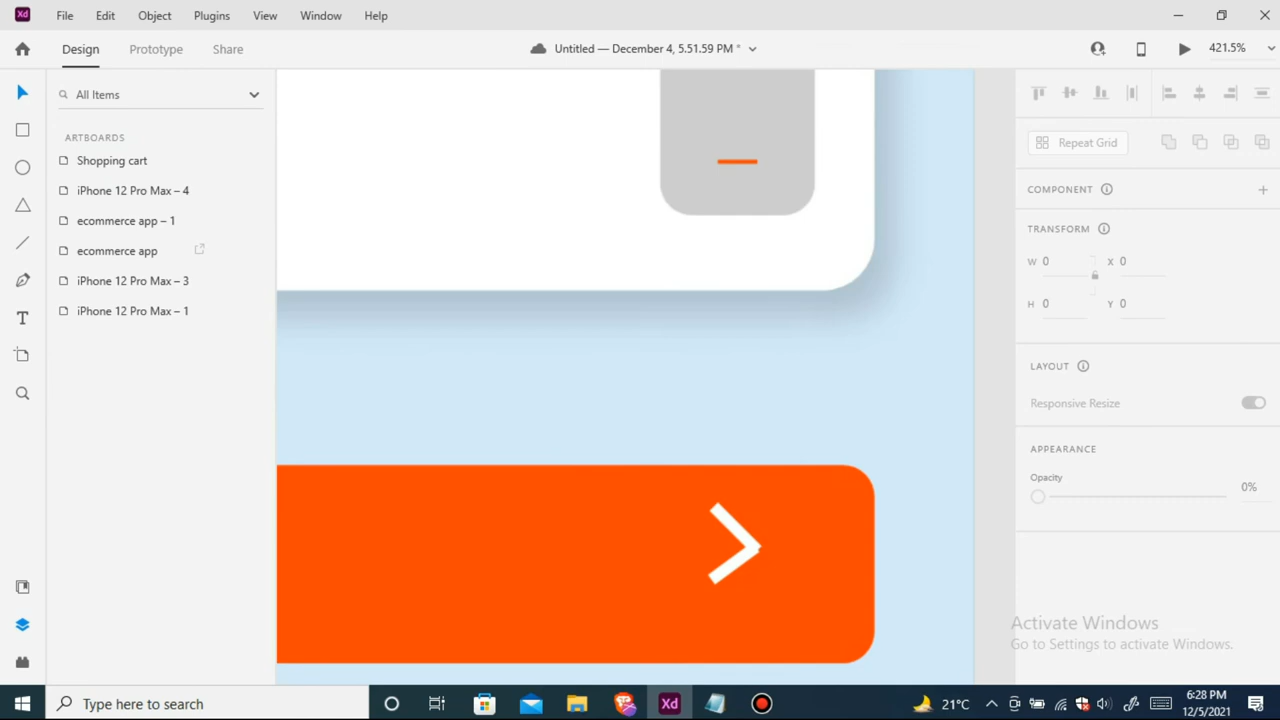 Xd File Edit Object Plugins View Window Help
Design Prototype Share Untitled — December 4, 5.51.59 PM * 421.5%
All Items
ARTBOARDS
Shopping cart
iPhone 12 Pro Max – 4
ecommerce app – 1
ecommerce app
iPhone 12 Pro Max – 3
iPhone 12 Pro Max – 1
Repeat Grid
COMPONENT
TRANSFORM
W 0 X 0
H 0 Y 0
LAYOUT
Responsive Resize
APPEARANCE
Opacity
0%
Activate Windows
Go to Settings to activate Windows.
Type here to search
Xd
21°C
6:28 PM
12/5/2021